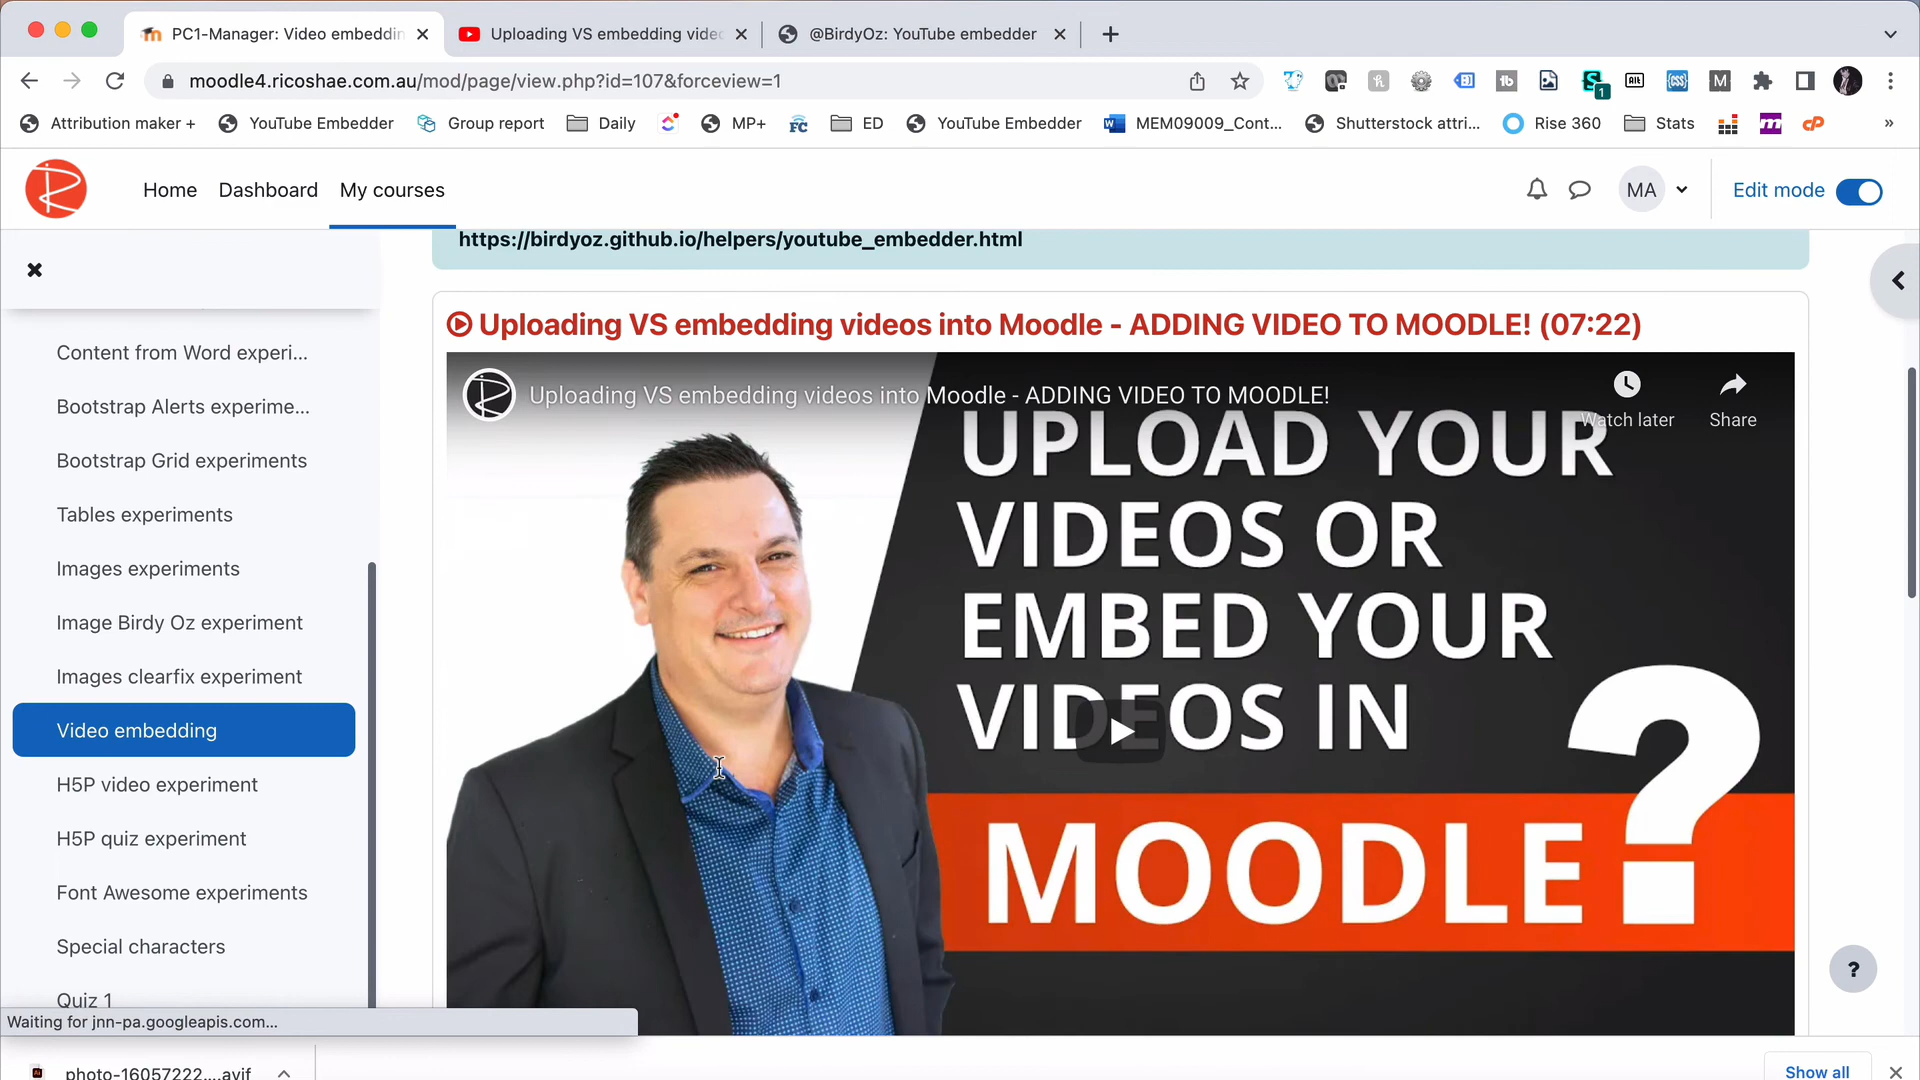 PC1-Manager: Video embeddin
Uploading VS embedding vide
@BirdyOz: YouTube embedder
moodle4.ricoshae.com.au/mod/page/view.php?id=107&forceview=1
Attribution maker +
YouTube Embedder
Group report
Daily
MP+
FC
ED
YouTube Embedder
MEM09009_Cont...
Shutterstock attri...
Rise 360
Stats
Home
Dashboard
My courses
MA
Edit mode
https://birdyoz.github.io/helpers/youtube_embedder.html
Uploading VS embedding videos into Moodle - ADDING VIDEO TO MOODLE! (07:22)
Content from Word experi...
Bootstrap Alerts experime...
Bootstrap Grid experiments
Tables experiments
Images experiments
Image Birdy Oz experiment
Images clearfix experiment
Video embedding
H5P video experiment
H5P quiz experiment
Font Awesome experiments
Special characters
Quiz 1
Uploading VS embedding videos into Moodle - ADDING VIDEO TO MOODLE!
Watch later
Share
UPLOAD YOUR
VIDEOS OR
EMBED YOUR
VIDEOS IN
MOODLE?
?
Waiting for jnn-pa.googleapis.com...
photo-16057222....avif
Show all